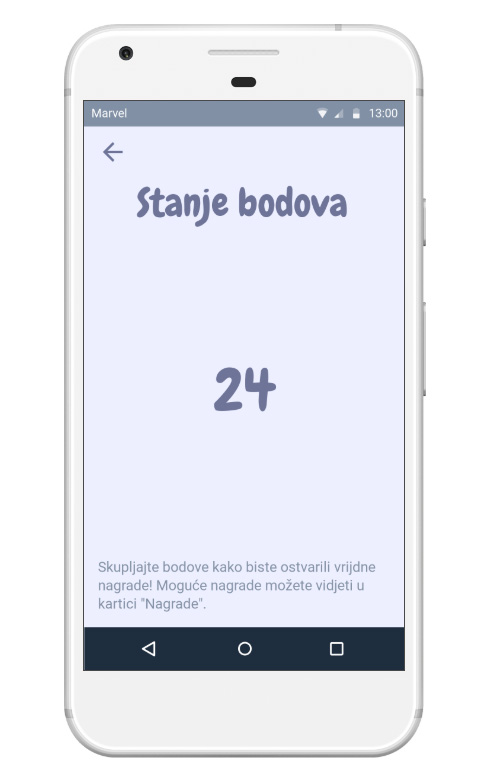 Marvel 13:00
Stanje bodova
24
Skupljajte bodove kako biste ostvarili vrijdne
nagrade! Moguće nagrade možete vidjeti u
kartici "Nagrade".